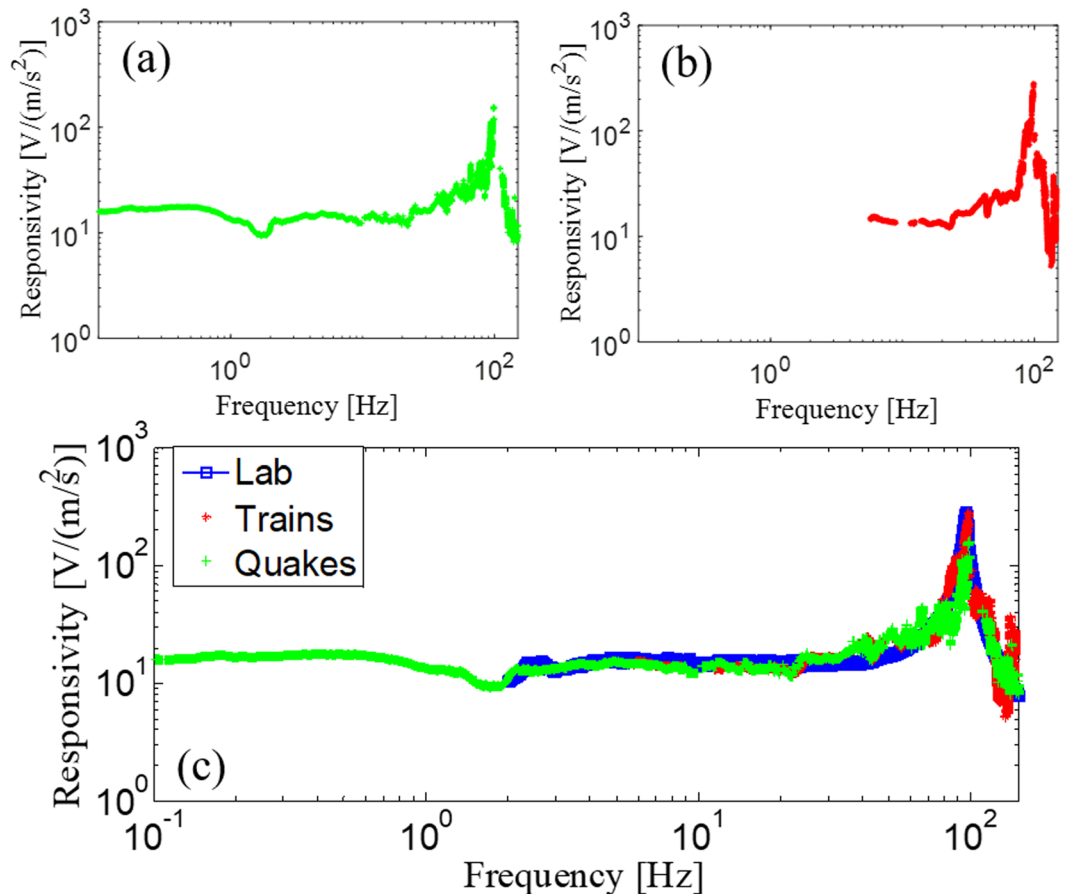 (a)
Responsivity [V/(m/s²)]
10³
10²
10¹
10⁰
10⁰
10²
Frequency [Hz]
(b)
Responsivity [V/(m/s²)]
10³
10²
10¹
10⁰
10⁰
10²
Frequency [Hz]
(c)
Responsivity [V/(m/s²)]
10³
10²
10¹
10⁰
Lab
Trains
Quakes
10⁻¹
10⁰
10¹
10²
Frequency [Hz]